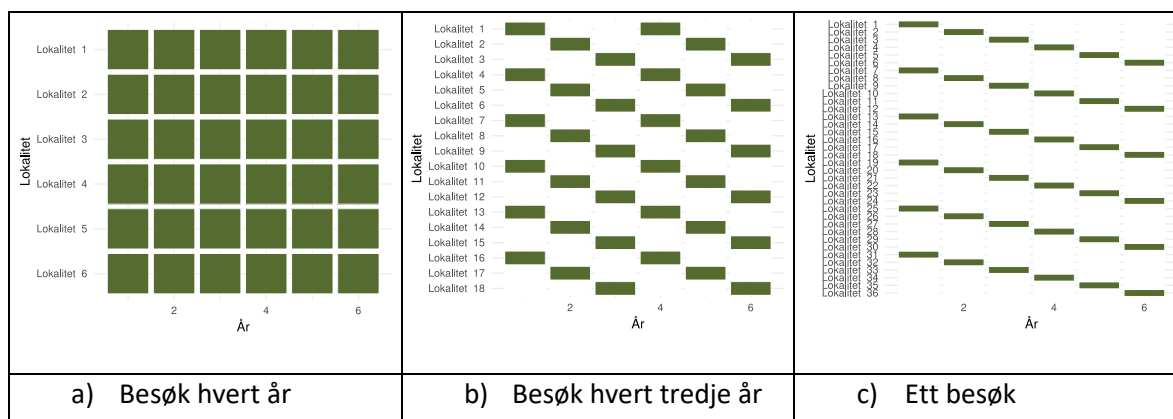 Lokalitet
Lokalitet 1
Lokalitet 2
Lokalitet 3
Lokalitet 4
Lokalitet 5
Lokalitet 6
2
4
6
År
a) Besøk hvert år
Lokalitet
Lokalitet 1
Lokalitet 2
Lokalitet 3
Lokalitet 4
Lokalitet 5
Lokalitet 6
Lokalitet 7
Lokalitet 8
Lokalitet 9
Lokalitet 10
Lokalitet 11
Lokalitet 12
Lokalitet 13
Lokalitet 14
Lokalitet 15
Lokalitet 16
Lokalitet 17
Lokalitet 18
2
4
6
År
b) Besøk hvert tredje år
Lokalitet
Lokalitet 1
Lokalitet 2
Lokalitet 3
Lokalitet 4
Lokalitet 5
Lokalitet 6
Lokalitet 7
Lokalitet 8
Lokalitet 9
Lokalitet 10
Lokalitet 11
Lokalitet 12
Lokalitet 13
Lokalitet 14
Lokalitet 15
Lokalitet 16
Lokalitet 17
Lokalitet 18
Lokalitet 19
Lokalitet 20
Lokalitet 21
Lokalitet 22
Lokalitet 23
Lokalitet 24
Lokalitet 25
Lokalitet 26
Lokalitet 27
Lokalitet 28
Lokalitet 29
Lokalitet 30
Lokalitet 31
Lokalitet 32
Lokalitet 33
Lokalitet 34
Lokalitet 35
Lokalitet 36
2
4
6
År
c) Ett besøk